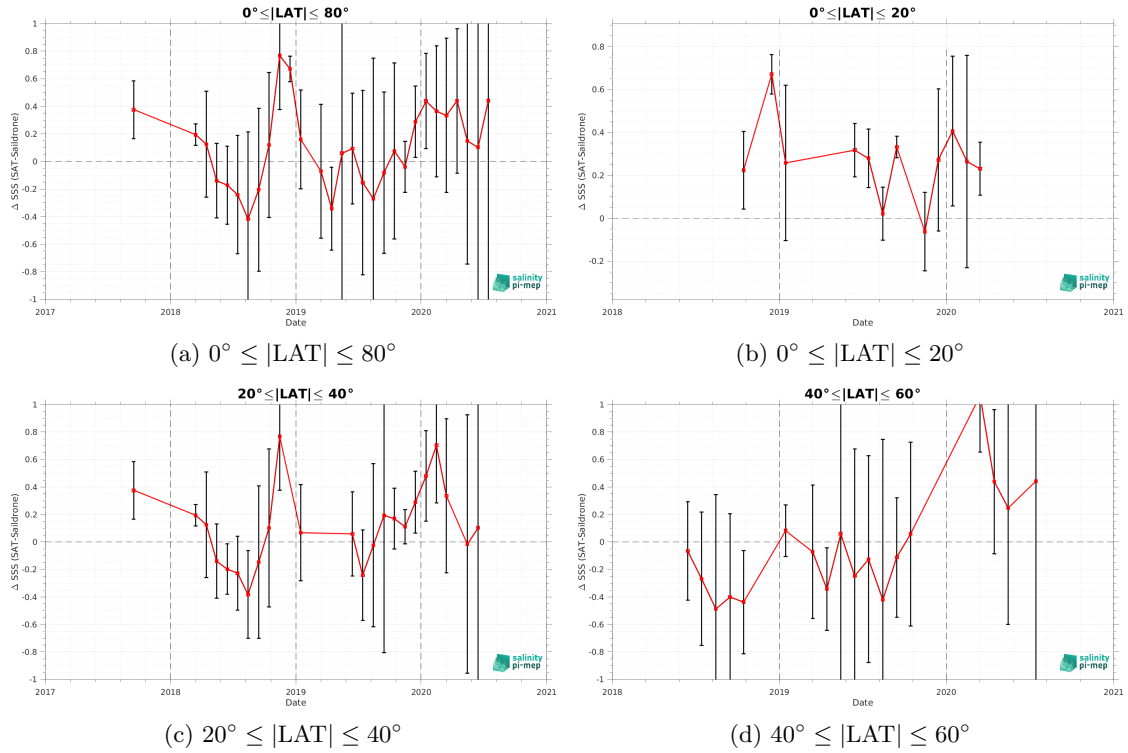 0°≤|LAT|≤ 80°
Δ SSS (SAT-Saildrone)
1
0.8
0.6
0.4
0.2
0
-0.2
-0.4
-0.6
-0.8
-1
2017
2018
2019
2020
2021
Date
salinity
pi-mep
(a) 0° ≤ |LAT| ≤ 80°
0°≤|LAT|≤ 20°
Δ SSS (SAT-Saildrone)
0.8
0.6
0.4
0.2
0
-0.2
2018
2019
2020
2021
Date
salinity
pi-mep
(b) 0° ≤ |LAT| ≤ 20°
20°≤|LAT|≤ 40°
Δ SSS (SAT-Saildrone)
1
0.8
0.6
0.4
0.2
0
-0.2
-0.4
-0.6
-0.8
-1
2017
2018
2019
2020
2021
Date
salinity
pi-mep
(c) 20° ≤ |LAT| ≤ 40°
40°≤|LAT|≤ 60°
Δ SSS (SAT-Saildrone)
1
0.8
0.6
0.4
0.2
0
-0.2
-0.4
-0.6
-0.8
-1
2018
2019
2020
2021
Date
salinity
pi-mep
(d) 40° ≤ |LAT| ≤ 60°